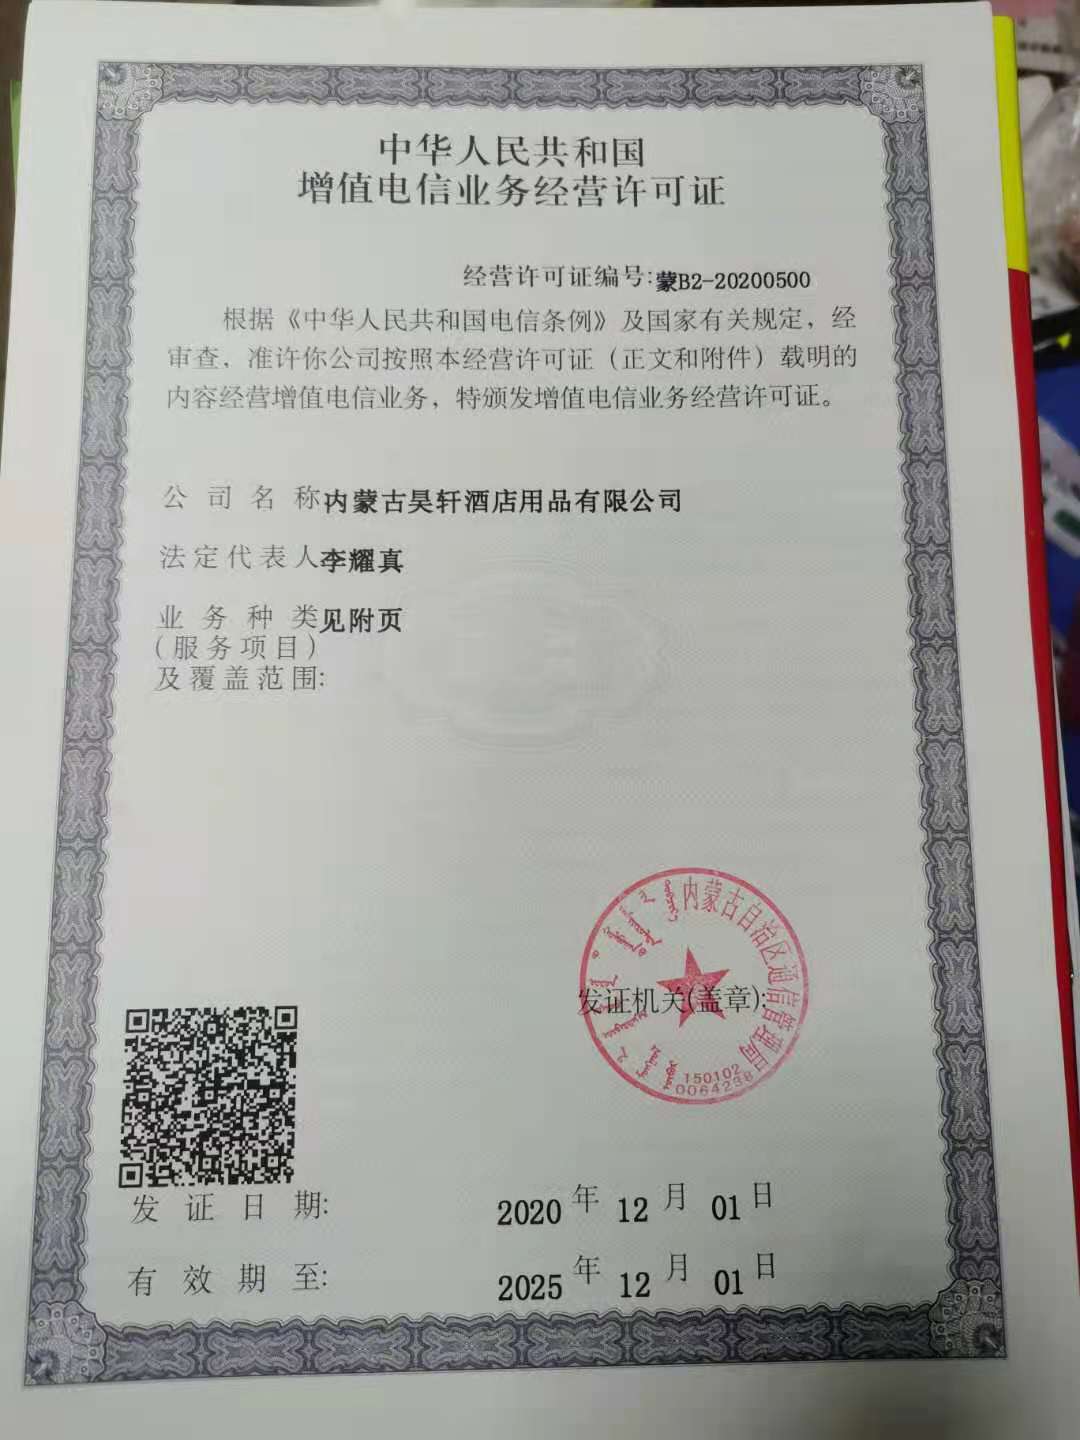 中华人民共和国
增值电信业务经营许可证
经营许可证编号:蒙B2-20200500
根据《中华人民共和国电信条例》及国家有关规定，经
审查，准许你公司按照本经营许可证（正文和附件）载明的
内容经营增值电信业务，特颁发增值电信业务经营许可证。
公司名称内蒙古昊轩酒店用品有限公司
法定代表人李耀真
业务种类见附页
(服务项目)
及覆盖范围:
内蒙古自治区通信管理局
发证机关(盖章):
150102
0064238
发证日期: 2020年12月01日
有效期至: 2025年12月01日